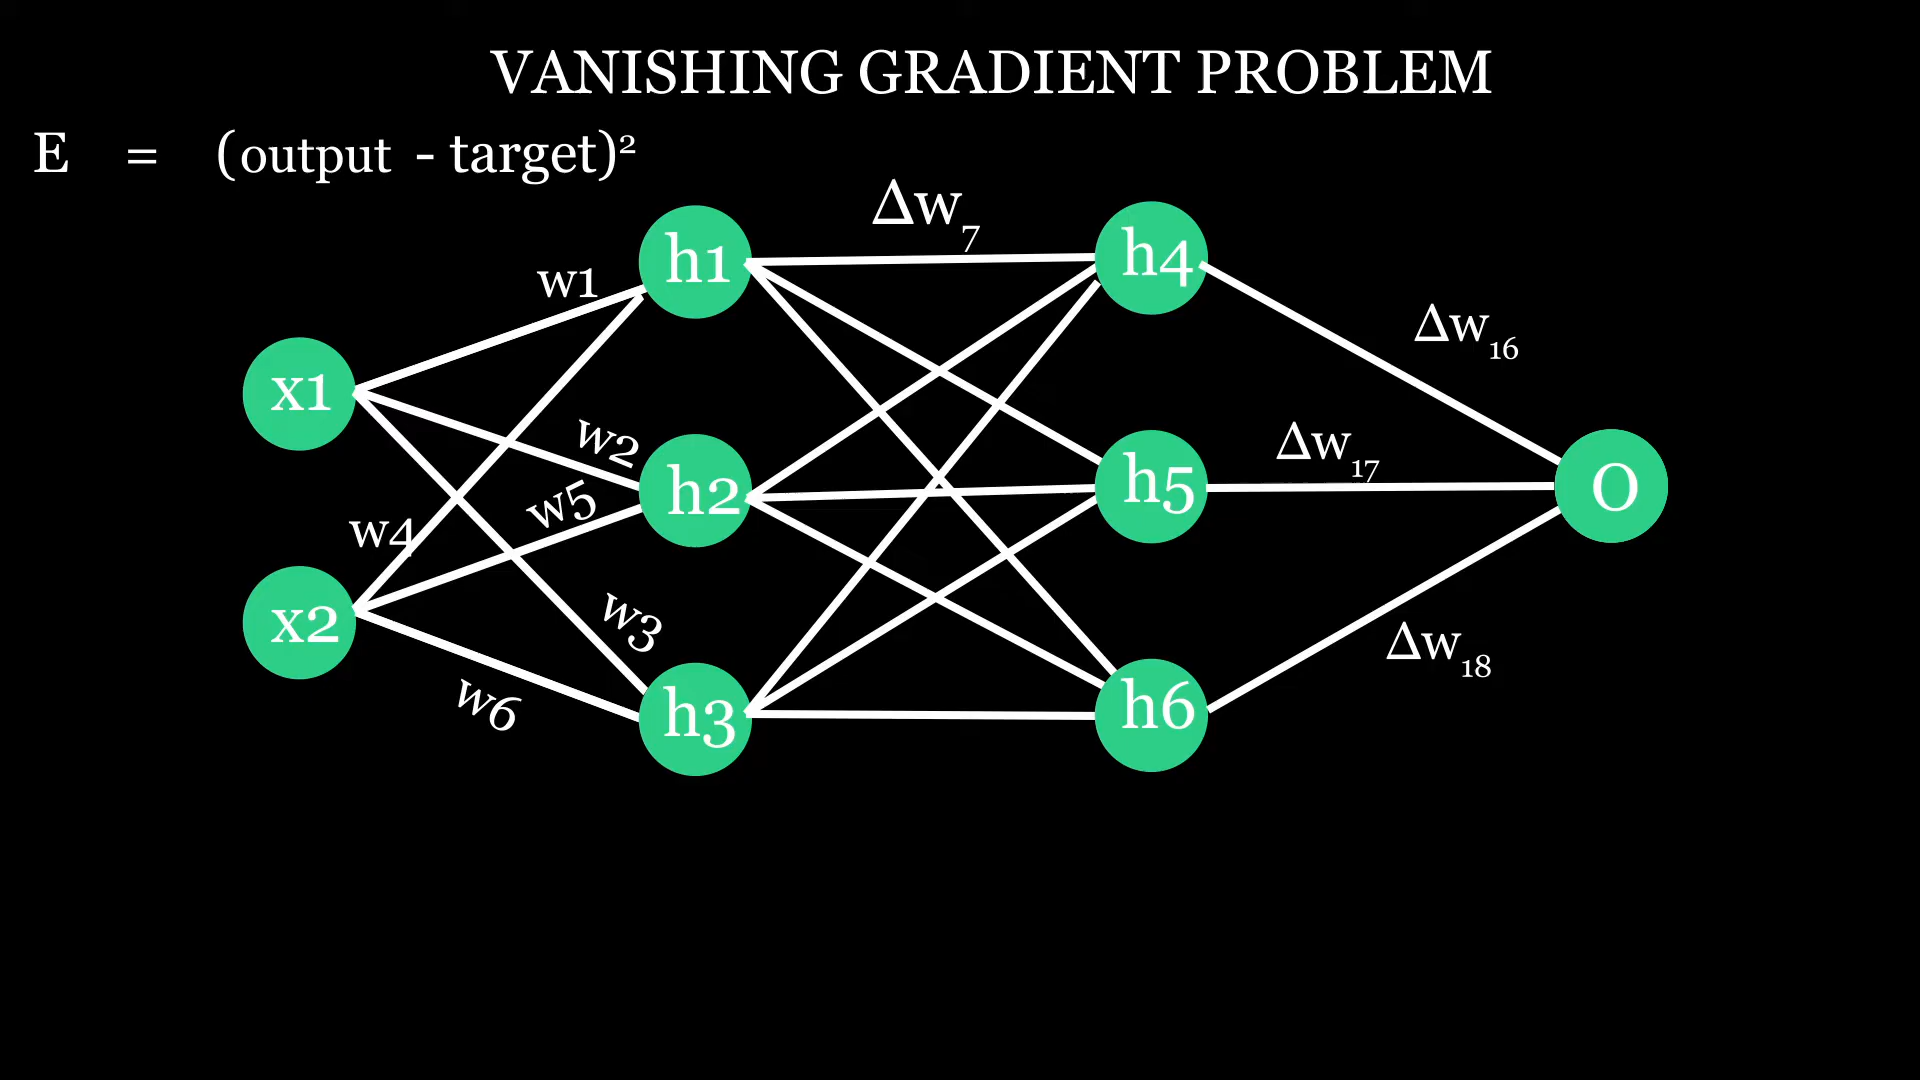 VANISHING GRADIENT PROBLEM
E = (output - target)²
Δw₇
h1
h4
w1
Δw₁₆
x1
w2
Δw₁₇
h2
h5
O
w5
w4
x2
w3
Δw₁₈
w6
h3
h6